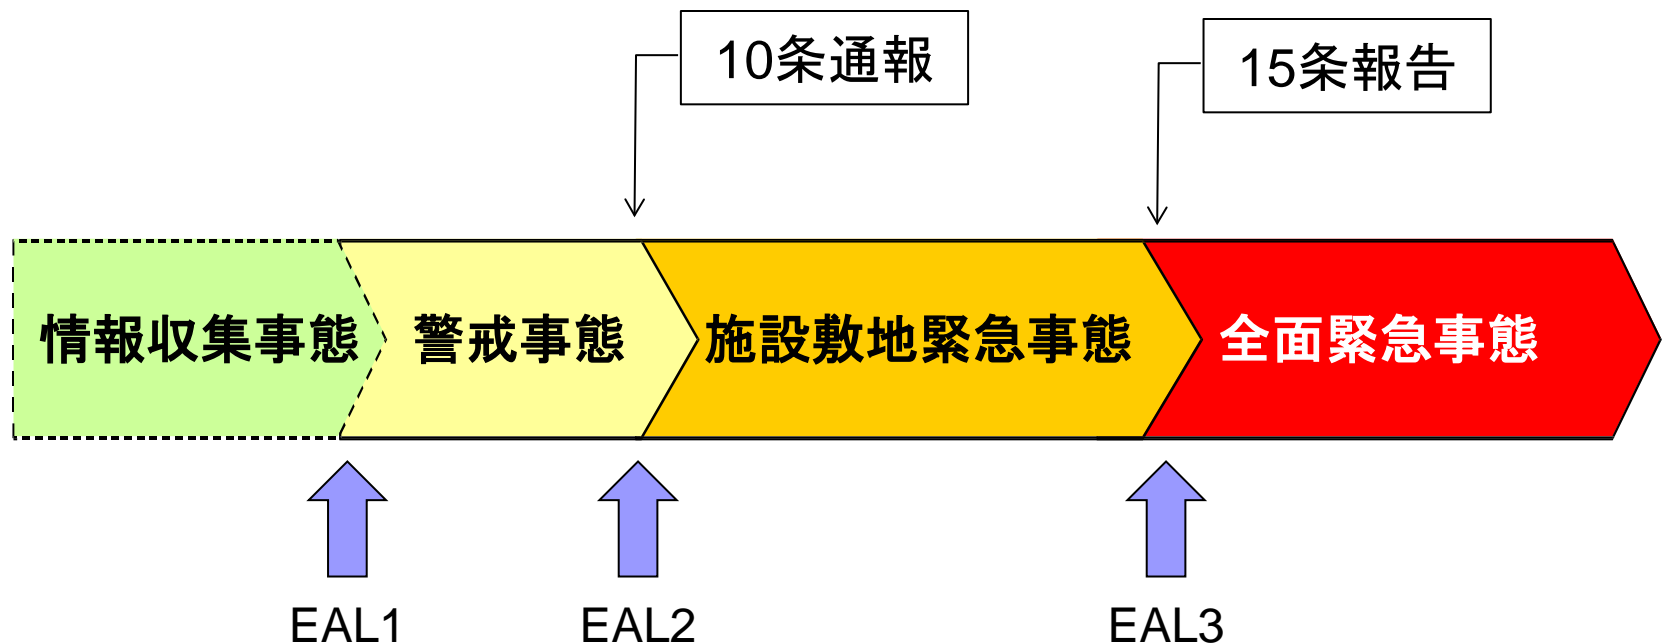 10条通報
15条報告
情報収集事態
警戒事態
施設敷地緊急事態
全面緊急事態
EAL1
EAL2
EAL3